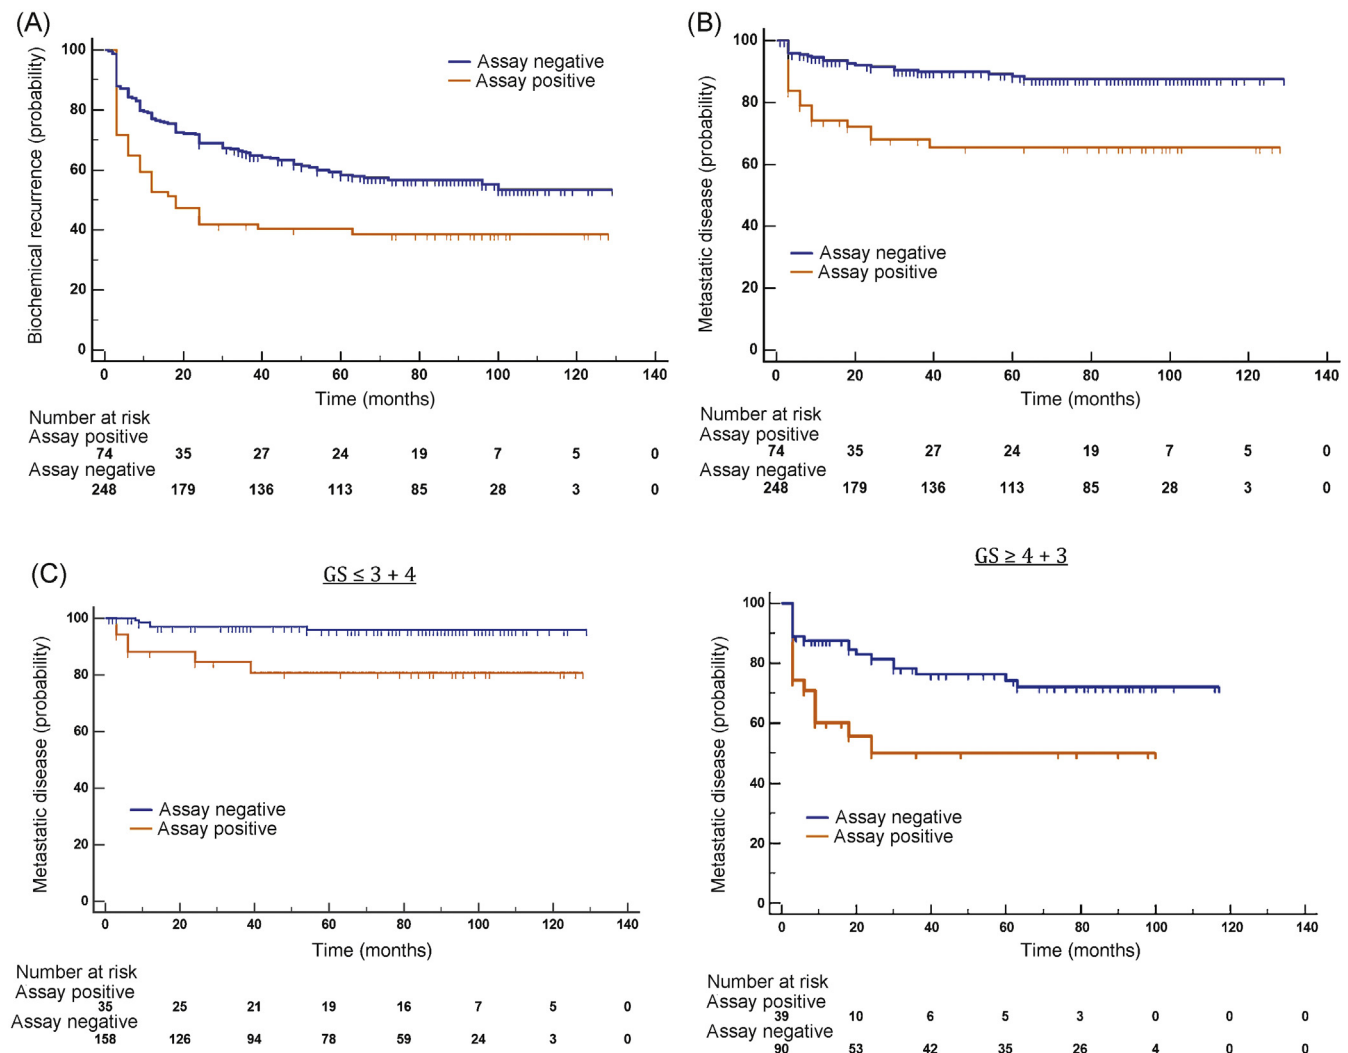 (A)
Biochemical recurrence (probability)
100
80
60
40
20
0
Assay negative
Assay positive
0 20 40 60 80 100 120 140
Time (months)
Number at risk
Assay positive
74 35 27 24 19 7 5 0
Assay negative
248 179 136 113 85 28 3 0
(B)
Metastatic disease (probability)
100
80
60
40
20
0
Assay negative
Assay positive
0 20 40 60 80 100 120 140
Time (months)
Number at risk
Assay positive
74 35 27 24 19 7 5 0
Assay negative
248 179 136 113 85 28 3 0
(C)
GS ≤ 3 + 4
Metastatic disease (probability)
100
80
60
40
20
0
Assay negative
Assay positive
0 20 40 60 80 100 120 140
Time (months)
Number at risk
Assay positive
35 25 21 19 16 7 5 0
Assay negative
158 126 94 78 59 24 3 0
GS ≥ 4 + 3
Metastatic disease (probability)
100
80
60
40
20
0
Assay negative
Assay positive
0 20 40 60 80 100 120 140
Time (months)
Number at risk
Assay positive
39 10 6 5 3 0 0 0
Assay negative
90 53 42 35 26 4 0 0